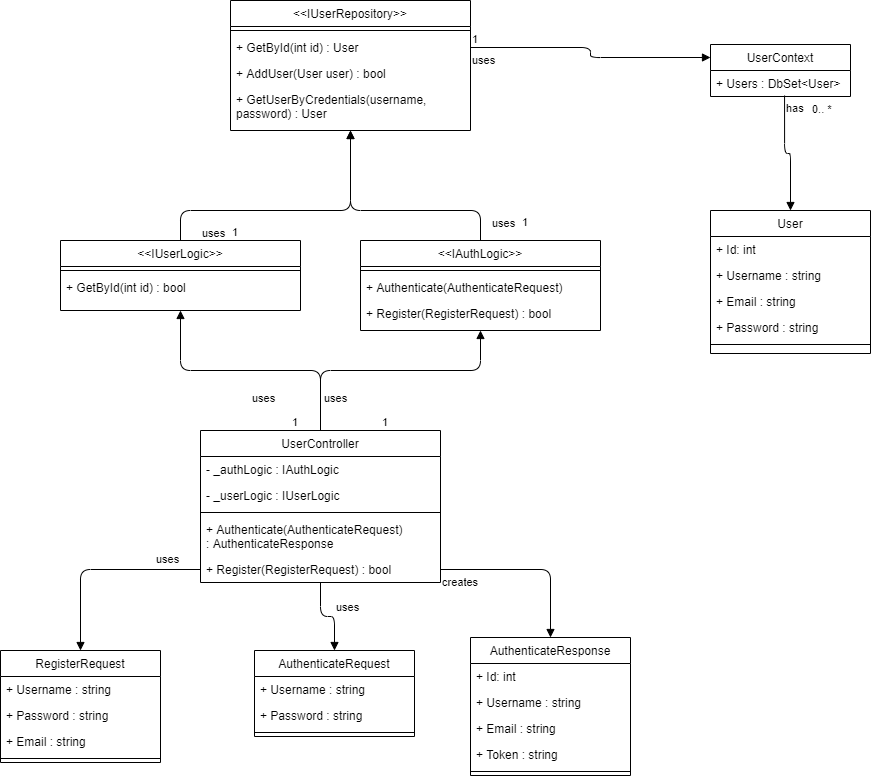 <<IUserRepository>>
+ GetById(int id) : User
+ AddUser(User user) : bool
+ GetUserByCredentials(username,
password) : User
1
uses
UserContext
+ Users : DbSet<User>
has 0.. *
User
+ Id: int
+ Username : string
+ Email : string
+ Password : string
uses 1
uses 1
<<IUserLogic>>
+ GetById(int id) : bool
<<IAuthLogic>>
+ Authenticate(AuthenticateRequest)
+ Register(RegisterRequest) : bool
uses
uses
1
1
UserController
- _authLogic : IAuthLogic
- _userLogic : IUserLogic
+ Authenticate(AuthenticateRequest)
: AuthenticateResponse
+ Register(RegisterRequest) : bool
uses
uses
creates
RegisterRequest
+ Username : string
+ Password : string
+ Email : string
AuthenticateRequest
+ Username : string
+ Password : string
AuthenticateResponse
+ Id: int
+ Username : string
+ Email : string
+ Token : string